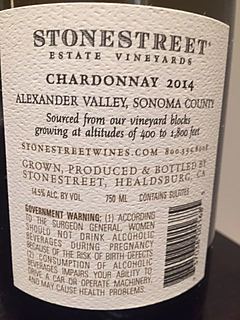 STONESTREET
ESTATE VINEYARDS
CHARDONNAY 2014
ALEXANDER VALLEY, SONOMA COUNTY
Sourced from our vineyard blocks
growing at altitudes of 400 to 1,800 feet
STONESTREETWINES.COM
GROWN, PRODUCED & BOTTLED BY
STONESTREET, HEALDSBURG, CA
14.5% ALC. BY VOL. 750 ML CONTAINS SULFITES
GOVERNMENT WARNING: (1) ACCORDING
TO THE SURGEON GENERAL, WOMEN
SHOULD NOT DRINK ALCOHOLIC
BEVERAGES DURING PREGNANCY
BECAUSE OF THE RISK OF BIRTH DEFECTS
(2) CONSUMPTION OF ALCOHOLIC
BEVERAGES IMPAIRS YOUR ABILITY TO
DRIVE A CAR OR OPERATE MACHINERY,
AND MAY CAUSE HEALTH PROBLEMS.